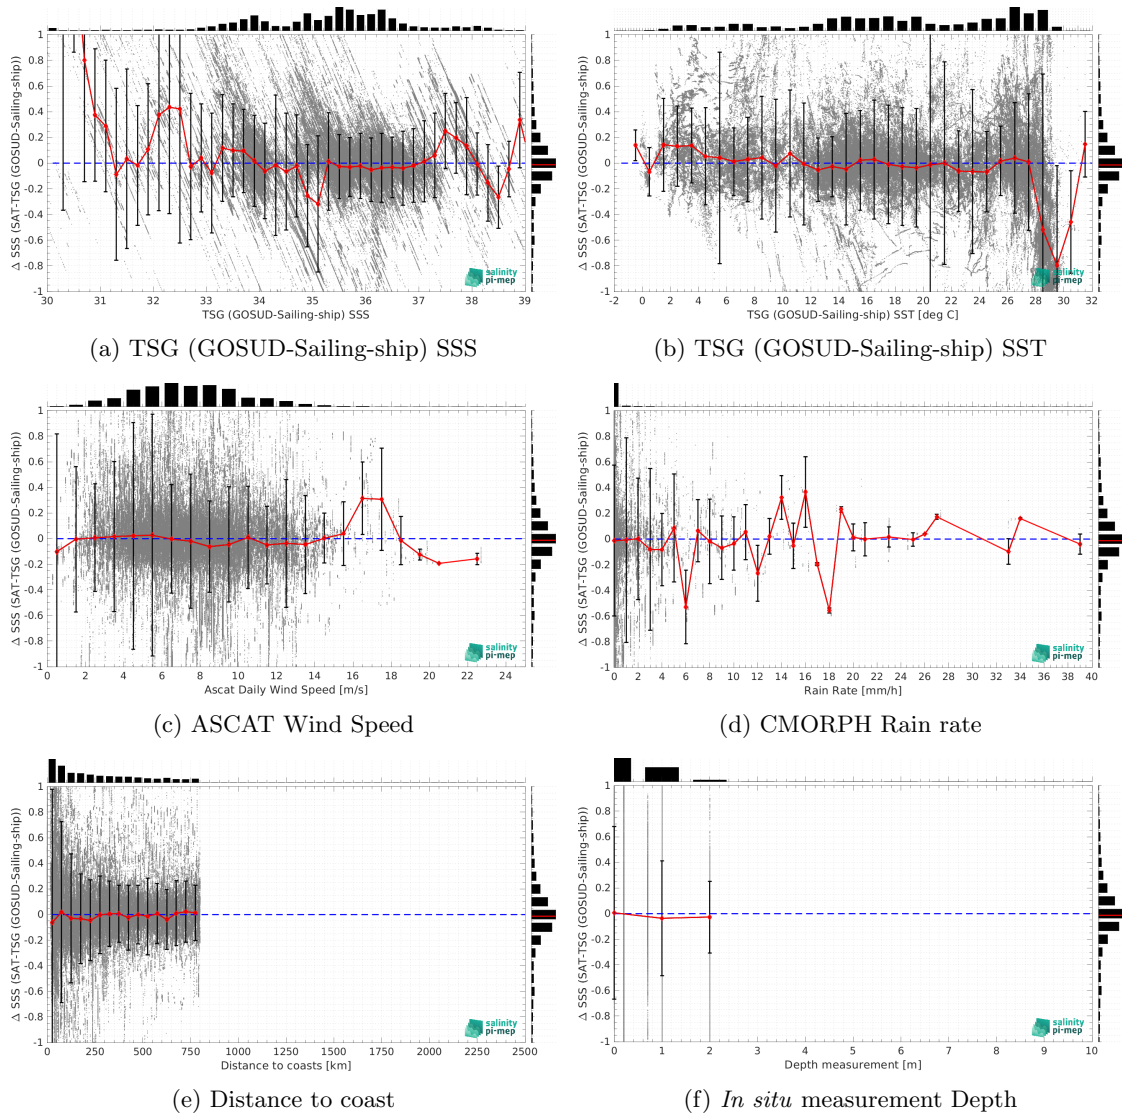 1
0.8
0.6
0.4
0.2
0
-0.2
-0.4
-0.6
-0.8
-1
Δ SSS (SAT-TSG (GOSUD-Sailing-ship))
salinity
pi-mep
30 31 32 33 34 35 36 37 38 39
TSG (GOSUD-Sailing-ship) SSS
(a) TSG (GOSUD-Sailing-ship) SSS
1
0.8
0.6
0.4
0.2
0
-0.2
-0.4
-0.6
-0.8
-1
Δ SSS (SAT-TSG (GOSUD-Sailing-ship))
salinity
pi-mep
-2 0 2 4 6 8 10 12 14 16 18 20 22 24 26 28 30 32
TSG (GOSUD-Sailing-ship) SST [deg C]
(b) TSG (GOSUD-Sailing-ship) SST
1
0.8
0.6
0.4
0.2
0
-0.2
-0.4
-0.6
-0.8
-1
Δ SSS (SAT-TSG (GOSUD-Sailing-ship))
salinity
pi-mep
0 2 4 6 8 10 12 14 16 18 20 22 24
Ascat Daily Wind Speed [m/s]
(c) ASCAT Wind Speed
1
0.8
0.6
0.4
0.2
0
-0.2
-0.4
-0.6
-0.8
-1
Δ SSS (SAT-TSG (GOSUD-Sailing-ship))
salinity
pi-mep
0 2 4 6 8 10 12 14 16 18 20 22 24 26 28 30 32 34 36 38 40
Rain Rate [mm/h]
(d) CMORPH Rain rate
1
0.8
0.6
0.4
0.2
0
-0.2
-0.4
-0.6
-0.8
-1
Δ SSS (SAT-TSG (GOSUD-Sailing-ship))
salinity
pi-mep
0 250 500 750 1000 1250 1500 1750 2000 2250 2500
Distance to coasts [km]
(e) Distance to coast
1
0.8
0.6
0.4
0.2
0
-0.2
-0.4
-0.6
-0.8
-1
Δ SSS (SAT-TSG (GOSUD-Sailing-ship))
salinity
pi-mep
0 1 2 3 4 5 6 7 8 9 10
Depth measurement [m]
(f) In situ measurement Depth